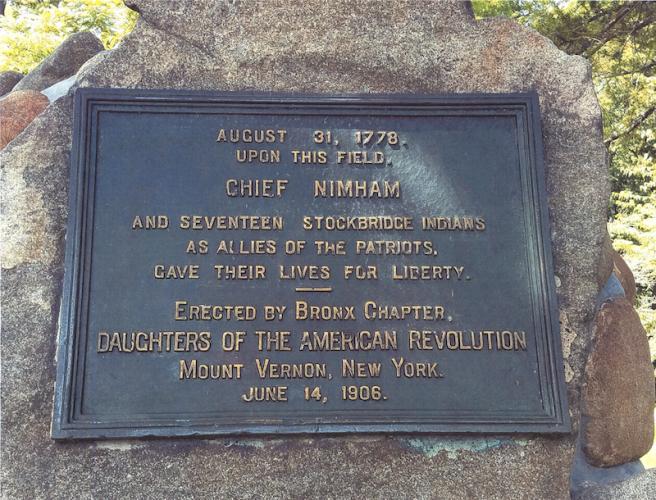 AUGUST 31, 1778.
UPON THIS FIELD.
CHIEF NIMHAM
AND SEVENTEEN STOCKBRIDGE INDIANS
AS ALLIES OF THE PATRIOTS,
GAVE THEIR LIVES FOR LIBERTY.
ERECTED BY BRONX CHAPTER,
DAUGHTERS OF THE AMERICAN REVOLUTION
MOUNT VERNON, NEW YORK.
JUNE 14, 1906.